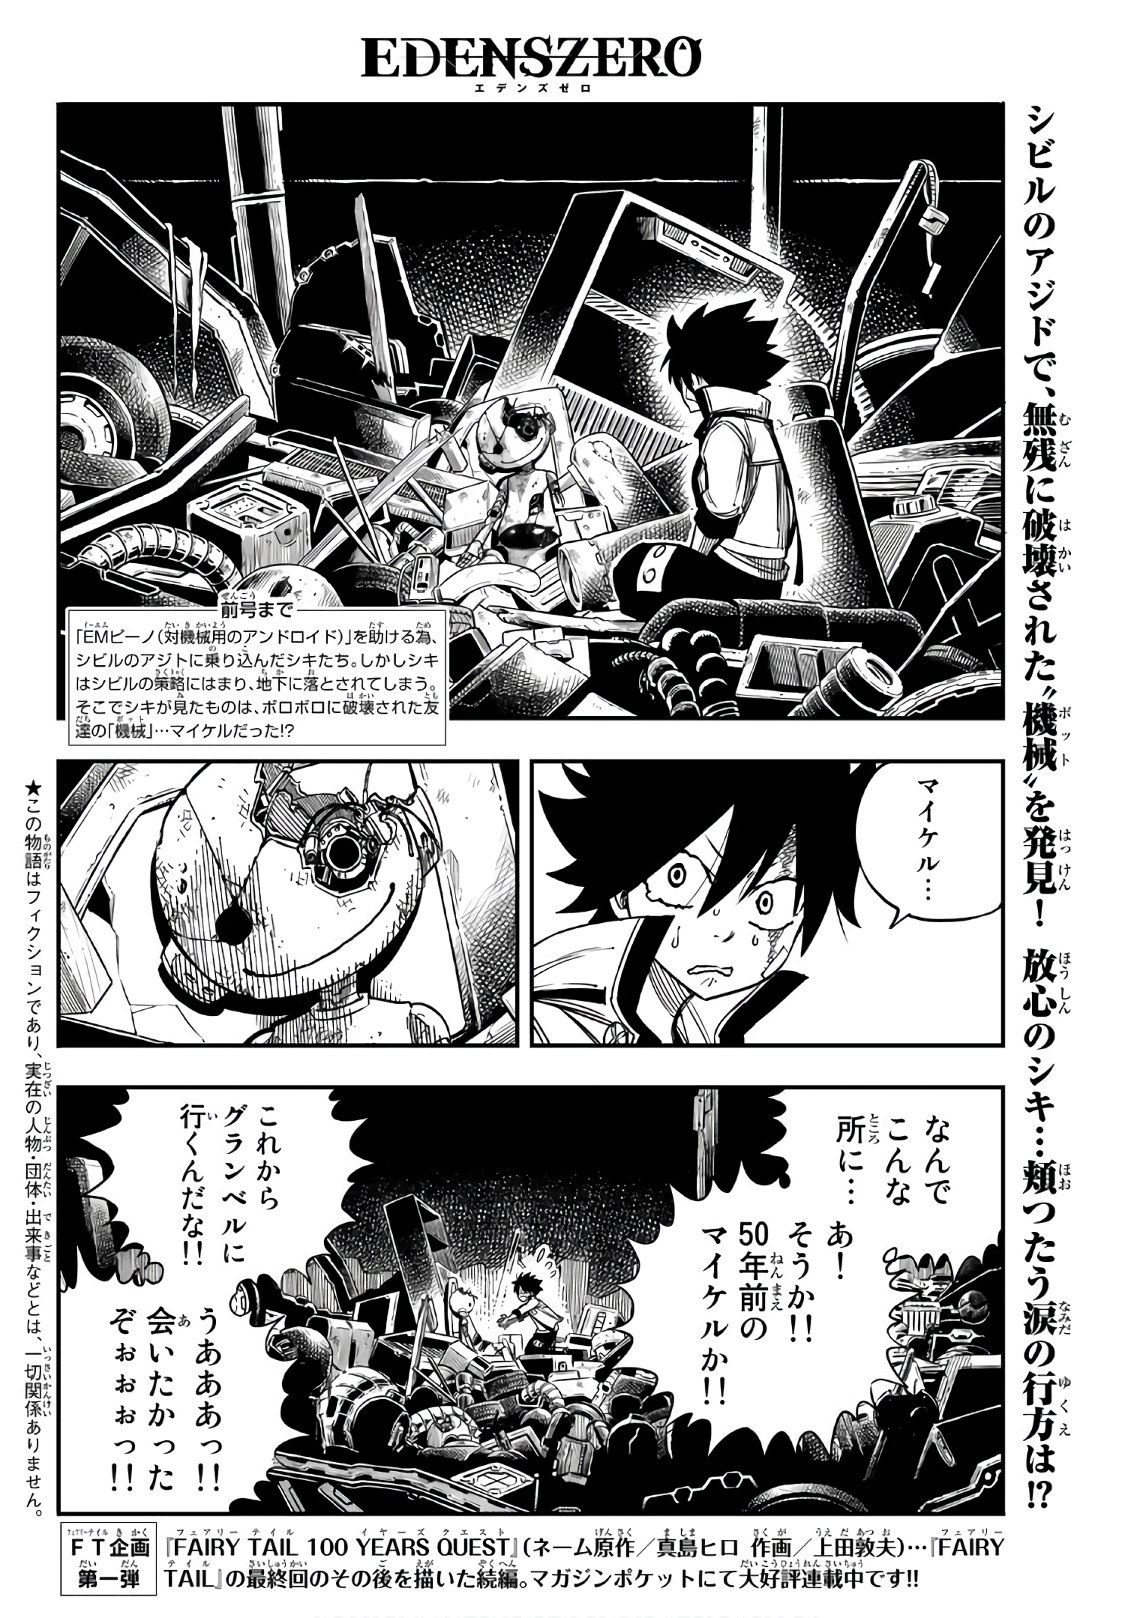 EDENSZERO
エデンズゼロ
シビルのアジドで、無残に破壊された〝機械〟を発見！ 放心のシキ…頬つたう涙の行方は!?
前号まで
「EMピーノ(対機械用のアンドロイド)」を助ける為、
シビルのアジトに乗り込んだシキたち。しかしシキ
はシビルの策略にはまり、地下に落とされてしまう。
そこでシキが見たものは、ボロボロに破壊された友
達の「機械」…マイケルだった!?
マイケル…
なんで
こんな
所に…
あ！
そうか!!
50年前の
マイケルか!!
これから
グランベルに
行くんだな!!
うあああっ!!
会いたかった
ぞぉぉぉっ!!
★この物語はフィクションであり、実在の人物・団体・出来事などとは、一切関係ありません。
FT企画
第一弾
『FAIRY TAIL 100 YEARS QUEST』(ネーム原作／真島ヒロ 作画／上田敦夫)…『FAIRY
TAIL』の最終回のその後を描いた続編。マガジンポケットにて大好評連載中です!!